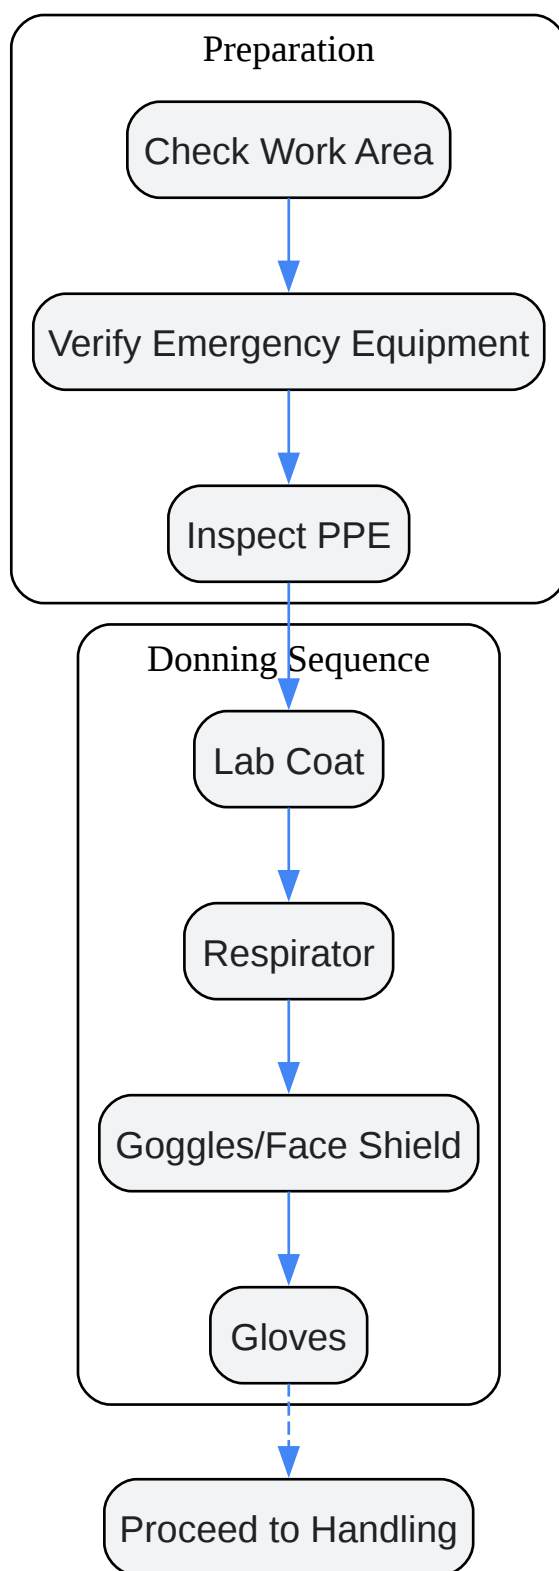 Preparation
Check Work Area
Verify Emergency Equipment
Inspect PPE
Donning Sequence
Lab Coat
Respirator
Goggles/Face Shield
Gloves
Proceed to Handling